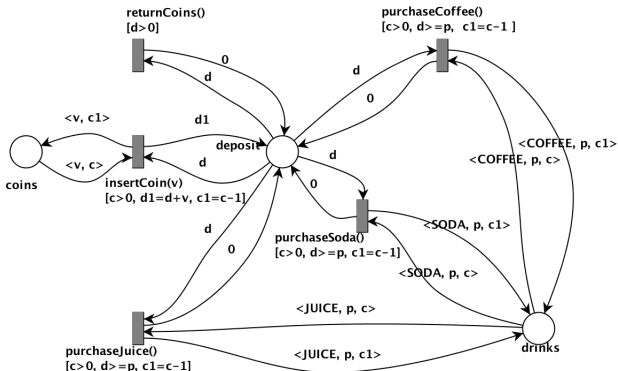 returnCoins()
[d>0]
purchaseCoffee()
[c>0, d>=p, c1=c-1 ]
0
d
d
0
<v, c1>
d1
deposit
<COFFEE, p, c1>
<COFFEE, p, c>
<v, c>
d
d
coins
insertCoin(v)
[c>0, d1=d+v, c1=c-1]
0
d
0
purchaseSoda()
[c>0, d>=p, c1=c-1]
<SODA, p, c1>
<SODA, p, c>
<JUICE, p, c>
drinks
purchaseJuice()
[c>0, d>=p, c1=c-1]
<JUICE, p, c1>